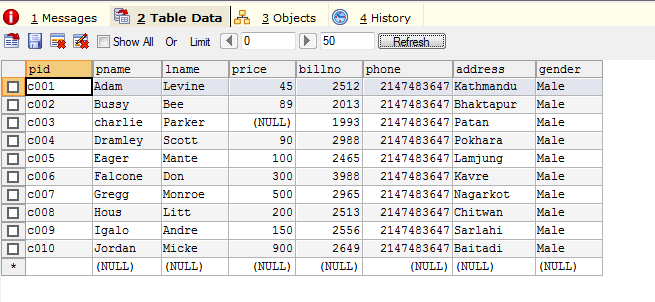 1 Messages 2 Table Data 3 Objects 4 History
Show All Or Limit 0 50 Refresh
pid pname lname price billno phone address gender
c001 Adam Levine 45 2512 2147483647 Kathmandu Male
c002 Bussy Bee 89 2013 2147483647 Bhaktapur Male
c003 charlie Parker (NULL) 1993 2147483647 Patan Male
c004 Dramley Scott 90 2988 2147483647 Pokhara Male
c005 Eager Mante 100 2465 2147483647 Lamjung Male
c006 Falcone Don 300 3988 2147483647 Kavre Male
c007 Gregg Monroe 500 2965 2147483647 Nagarkot Male
c008 Hous Litt 200 2513 2147483647 Chitwan Male
c009 Igalo Andre 150 2556 2147483647 Sarlahi Male
c010 Jordan Micke 900 2649 2147483647 Baitadi Male
* (NULL) (NULL) (NULL) (NULL) (NULL) (NULL) (NULL)